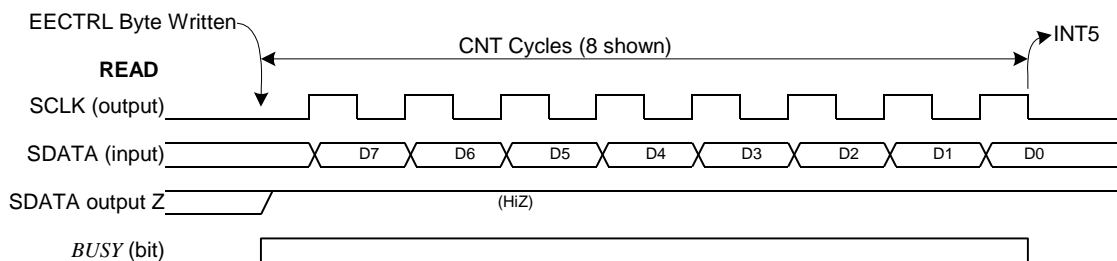 EECTRL Byte Written
INT5
CNT Cycles (8 shown)
READ
SCLK (output)
SDATA (input)
D7 D6 D5 D4 D3 D2 D1 D0
SDATA output Z
(HiZ)
BUSY (bit)